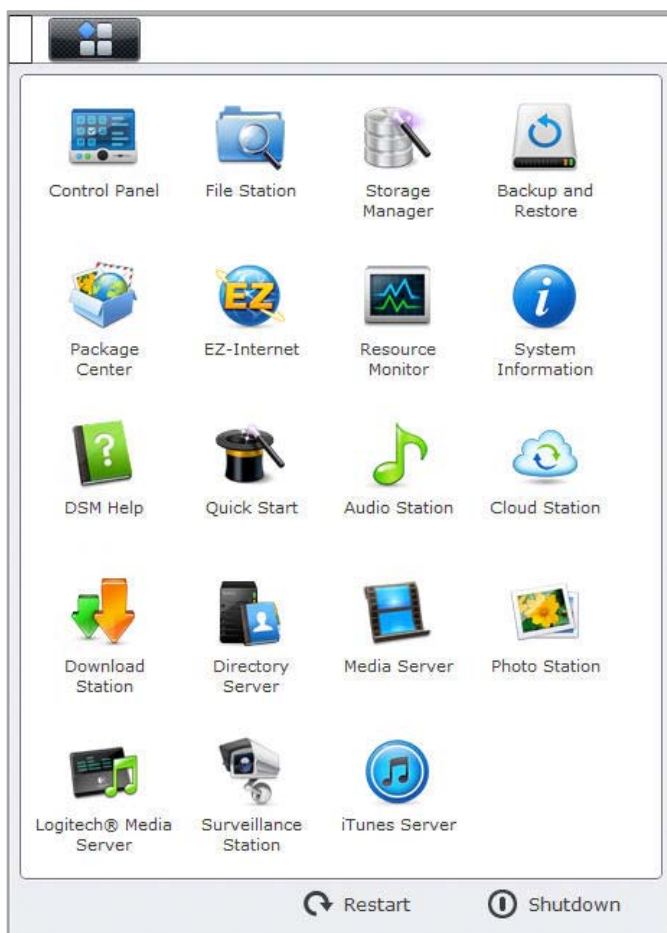 Control Panel
File Station
Storage
Manager
Backup and
Restore
Package
Center
EZ
EZ-Internet
Resource
Monitor
i
System
Information
?
DSM Help
Quick Start
Audio Station
Cloud Station
Download
Station
Directory
Server
Media Server
Photo Station
Logitech® Media
Server
Surveillance
Station
iTunes Server
Restart
Shutdown